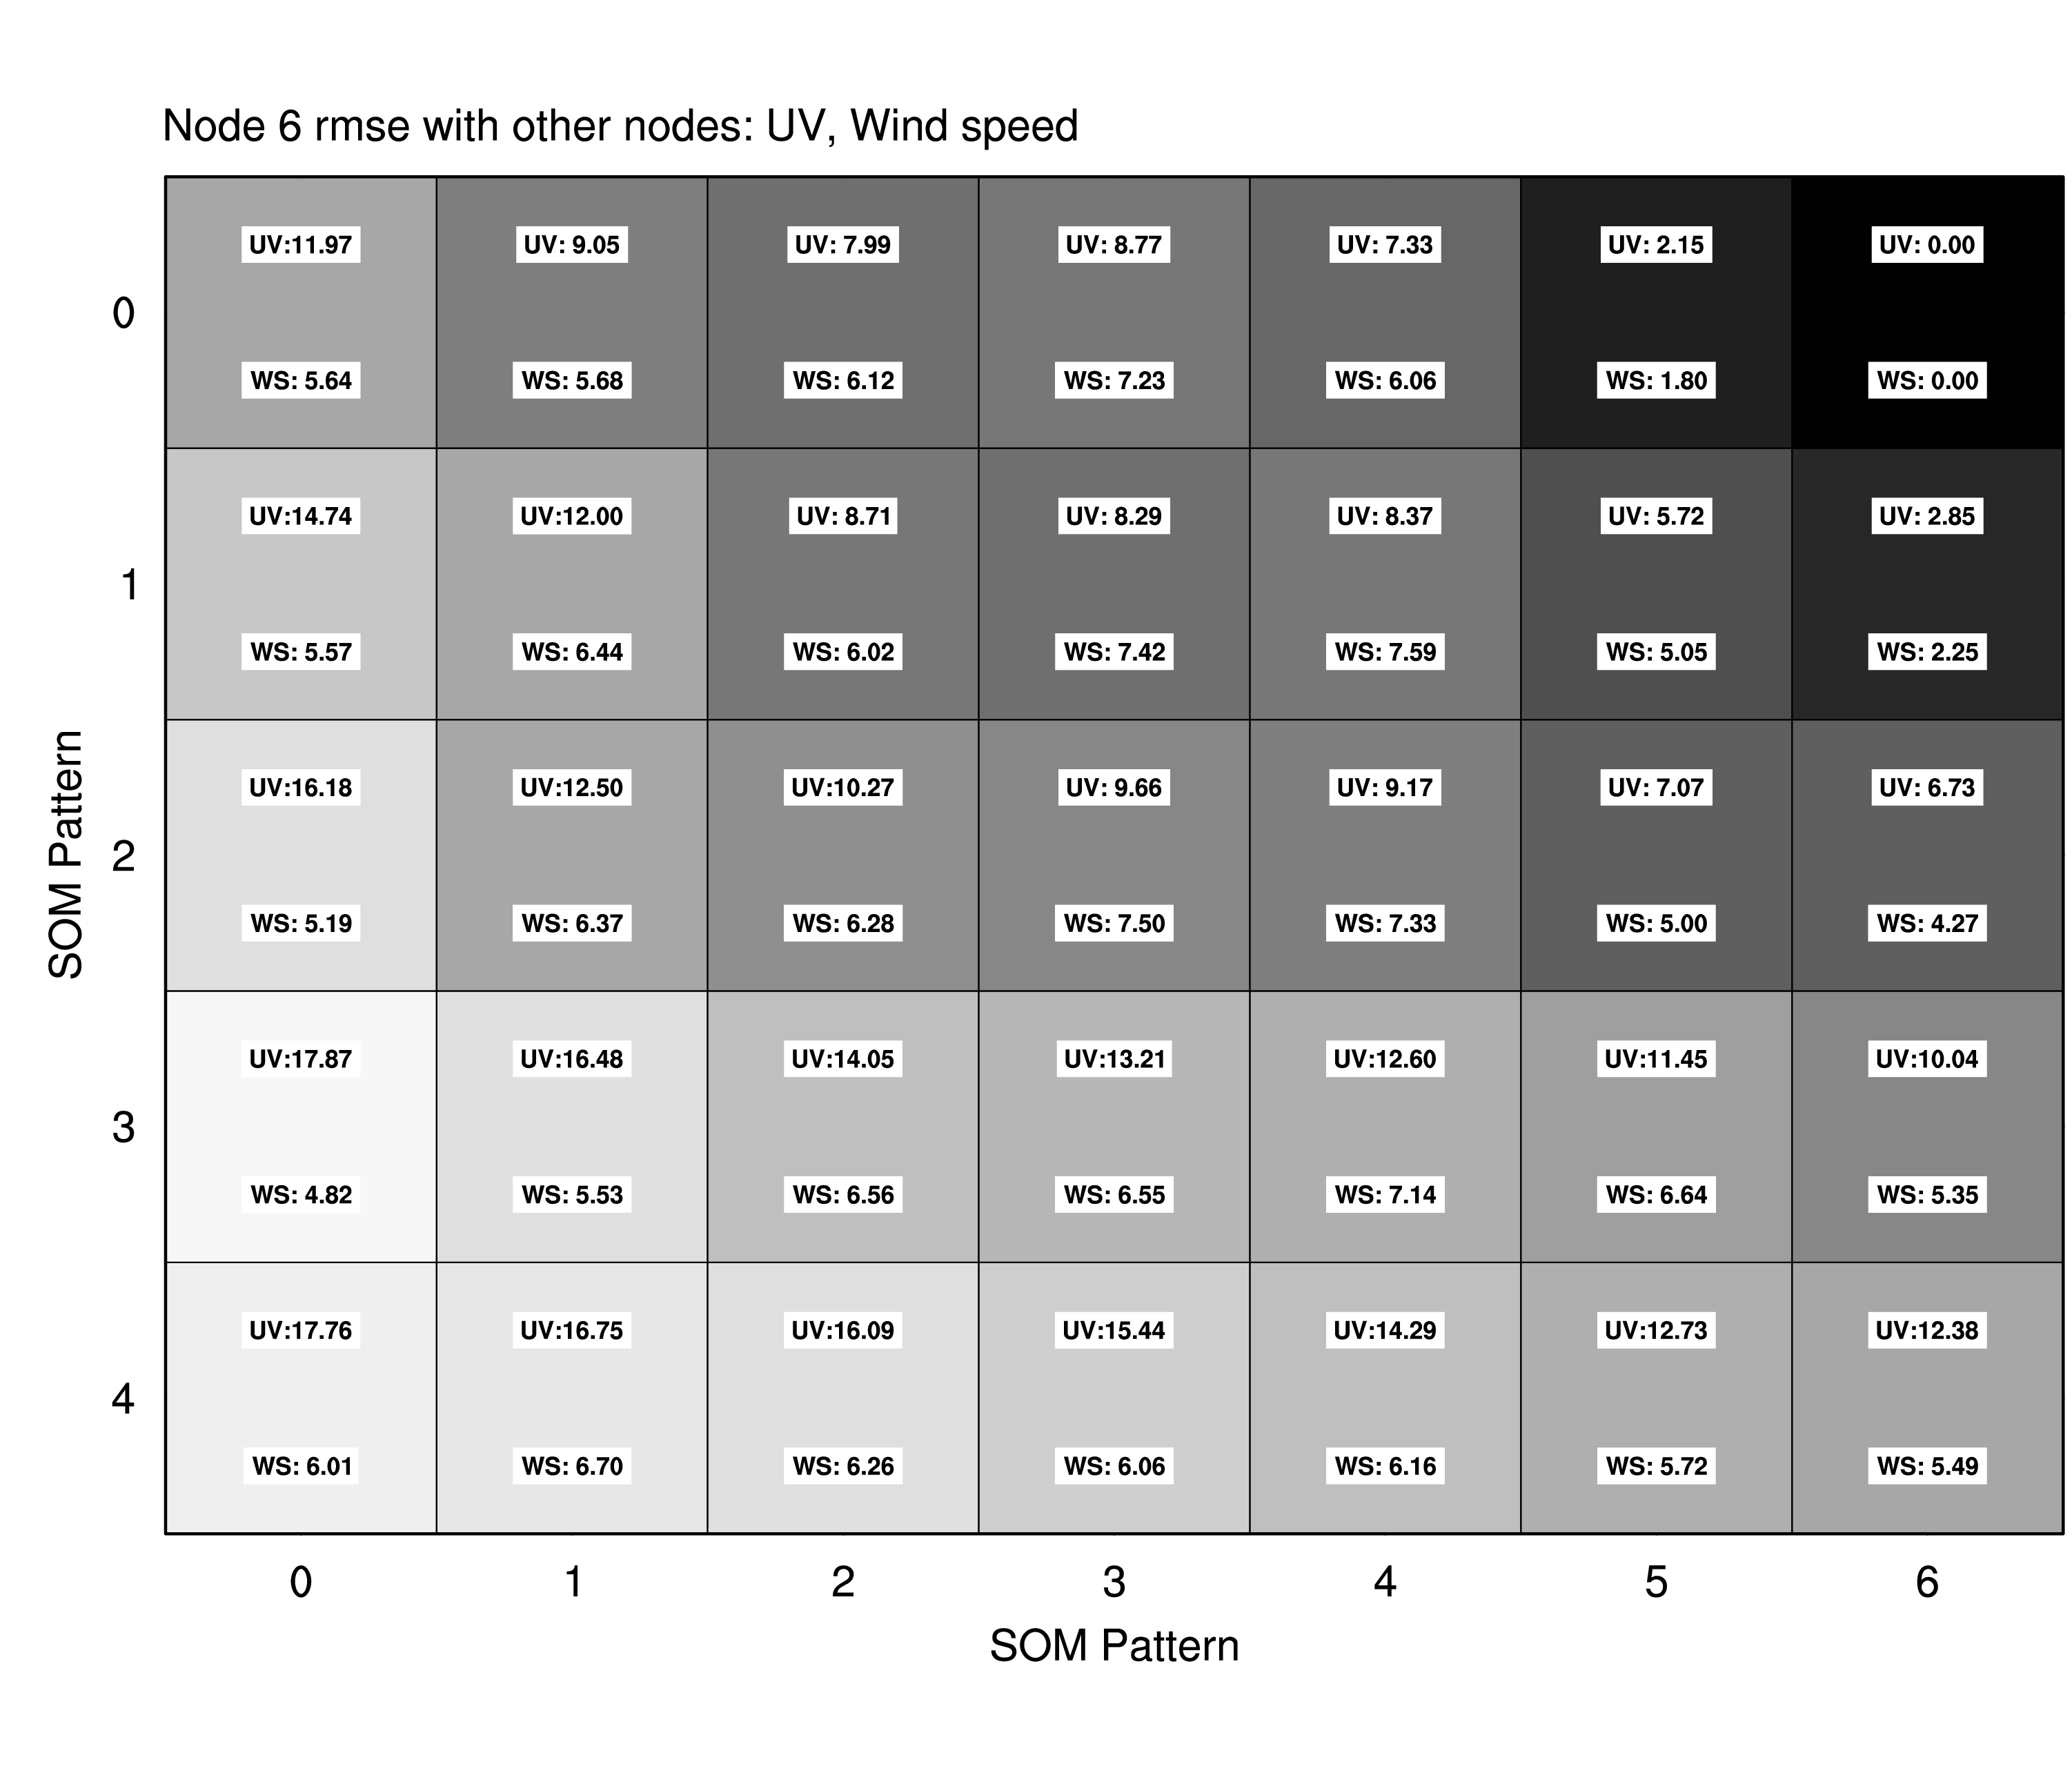 Node 6 rmse with other nodes: UV, Wind speed
UV:11.97 UV: 9.05 UV: 7.99 UV: 8.77 UV: 7.33 UV: 2.15 UV: 0.00
0
WS: 5.64 WS: 5.68 WS: 6.12 WS: 7.23 WS: 6.06 WS: 1.80 WS: 0.00
UV:14.74 UV:12.00 UV: 8.71 UV: 8.29 UV: 8.37 UV: 5.72 UV: 2.85
1
WS: 5.57 WS: 6.44 WS: 6.02 WS: 7.42 WS: 7.59 WS: 5.05 WS: 2.25
UV:16.18 UV:12.50 UV:10.27 UV: 9.66 UV: 9.17 UV: 7.07 UV: 6.73
2
WS: 5.19 WS: 6.37 WS: 6.28 WS: 7.50 WS: 7.33 WS: 5.00 WS: 4.27
UV:17.87 UV:16.48 UV:14.05 UV:13.21 UV:12.60 UV:11.45 UV:10.04
3
WS: 4.82 WS: 5.53 WS: 6.56 WS: 6.55 WS: 7.14 WS: 6.64 WS: 5.35
UV:17.76 UV:16.75 UV:16.09 UV:15.44 UV:14.29 UV:12.73 UV:12.38
4
WS: 6.01 WS: 6.70 WS: 6.26 WS: 6.06 WS: 6.16 WS: 5.72 WS: 5.49
SOM Pattern
0 1 2 3 4 5 6
SOM Pattern